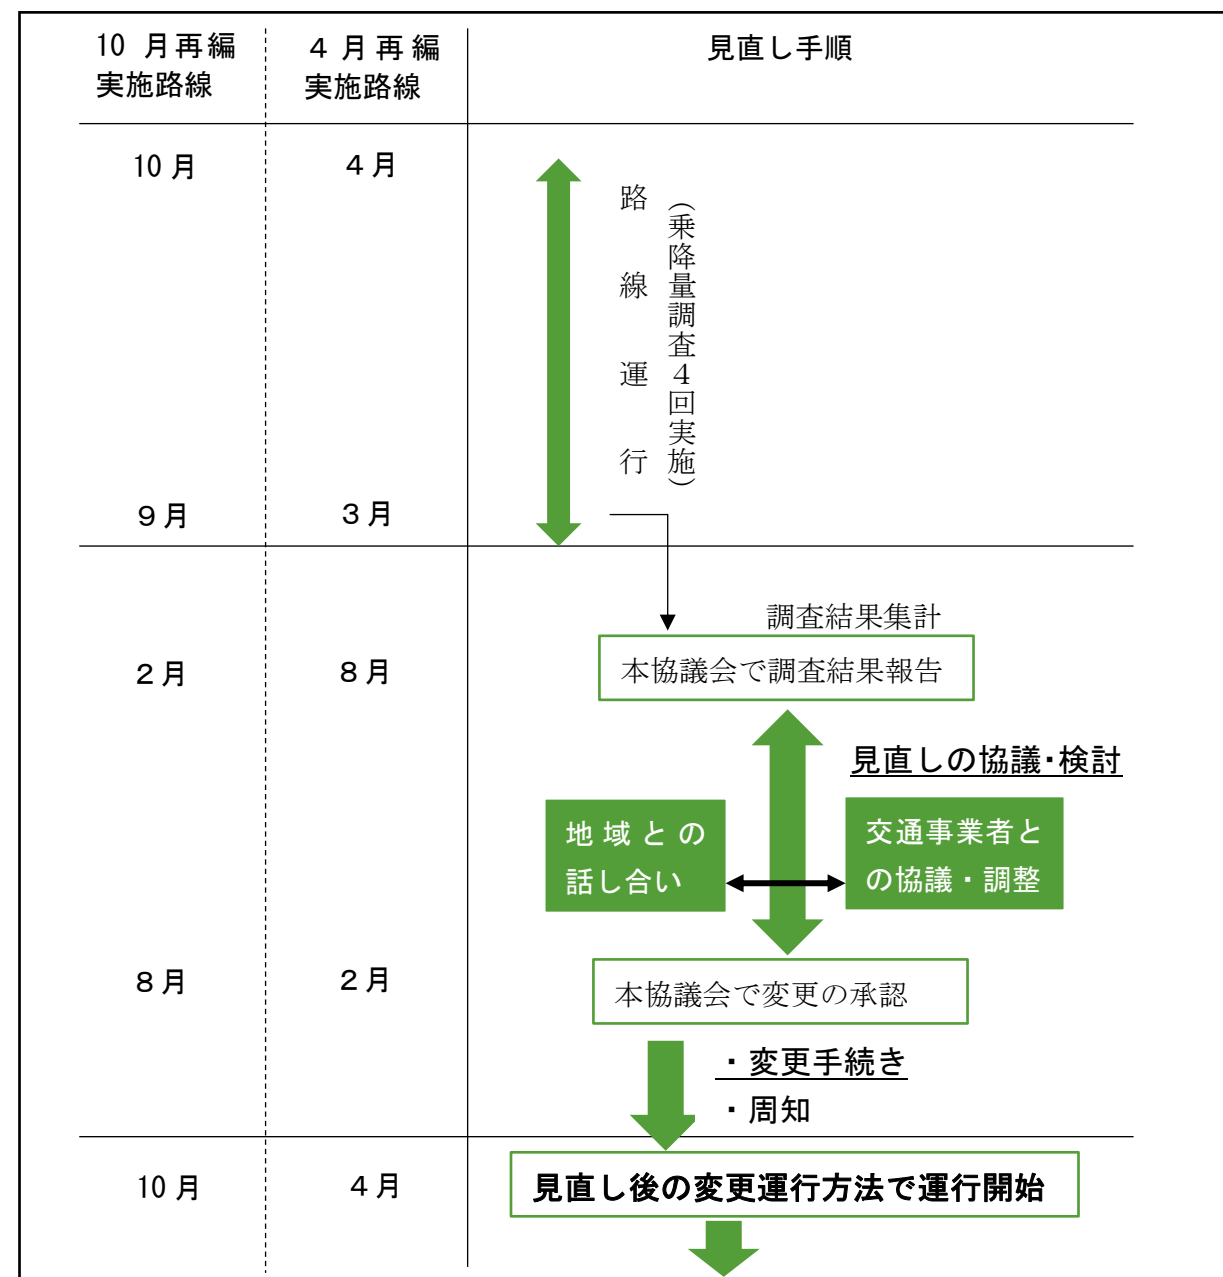 10 月再編
実施路線
４月再編
実施路線
見直し手順
10 月
４月
路線運行
（乗降量調査４回実施）
９月
３月
調査結果集計
２月
８月
本協議会で調査結果報告
見直しの協議・検討
地域との
話し合い
交通事業者と
の協議・調整
８月
２月
本協議会で変更の承認
・変更手続き
・周知
10 月
４月
見直し後の変更運行方法で運行開始